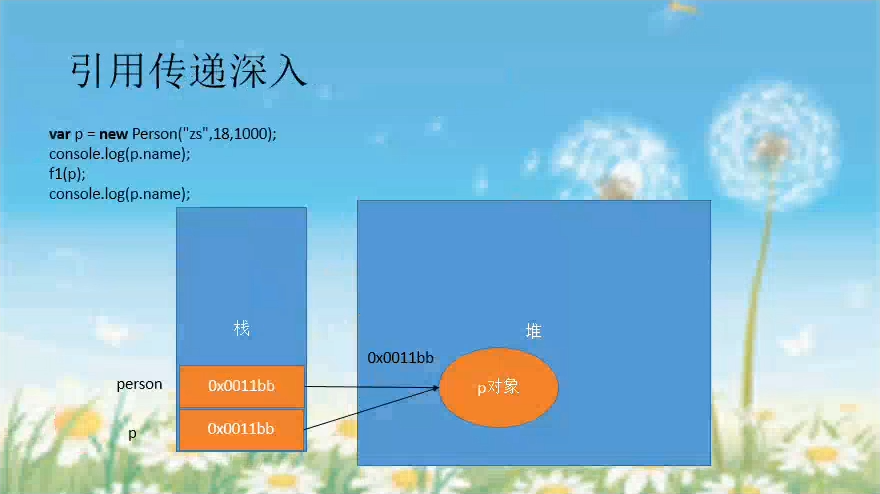 引用传递深入
var p = new Person("zs",18,1000);
console.log(p.name);
f1(p);
console.log(p.name);
栈
堆
0x0011bb
person
0x0011bb
p对象
p
0x0011bb